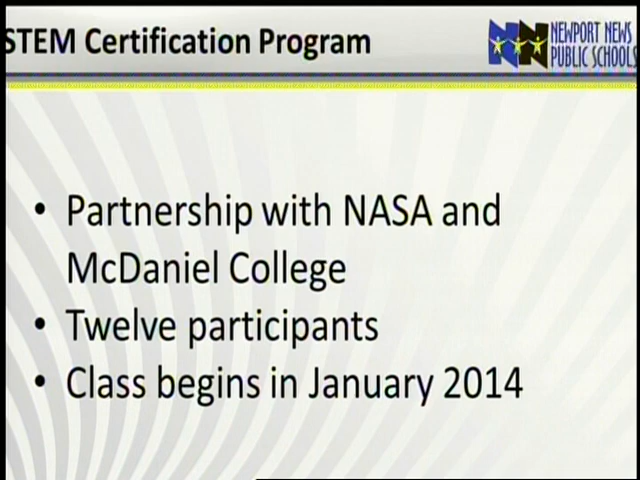 STEM Certification Program
NEWPORT NEWS
PUBLIC SCHOOLS
• Partnership with NASA and
McDaniel College
• Twelve participants
• Class begins in January 2014